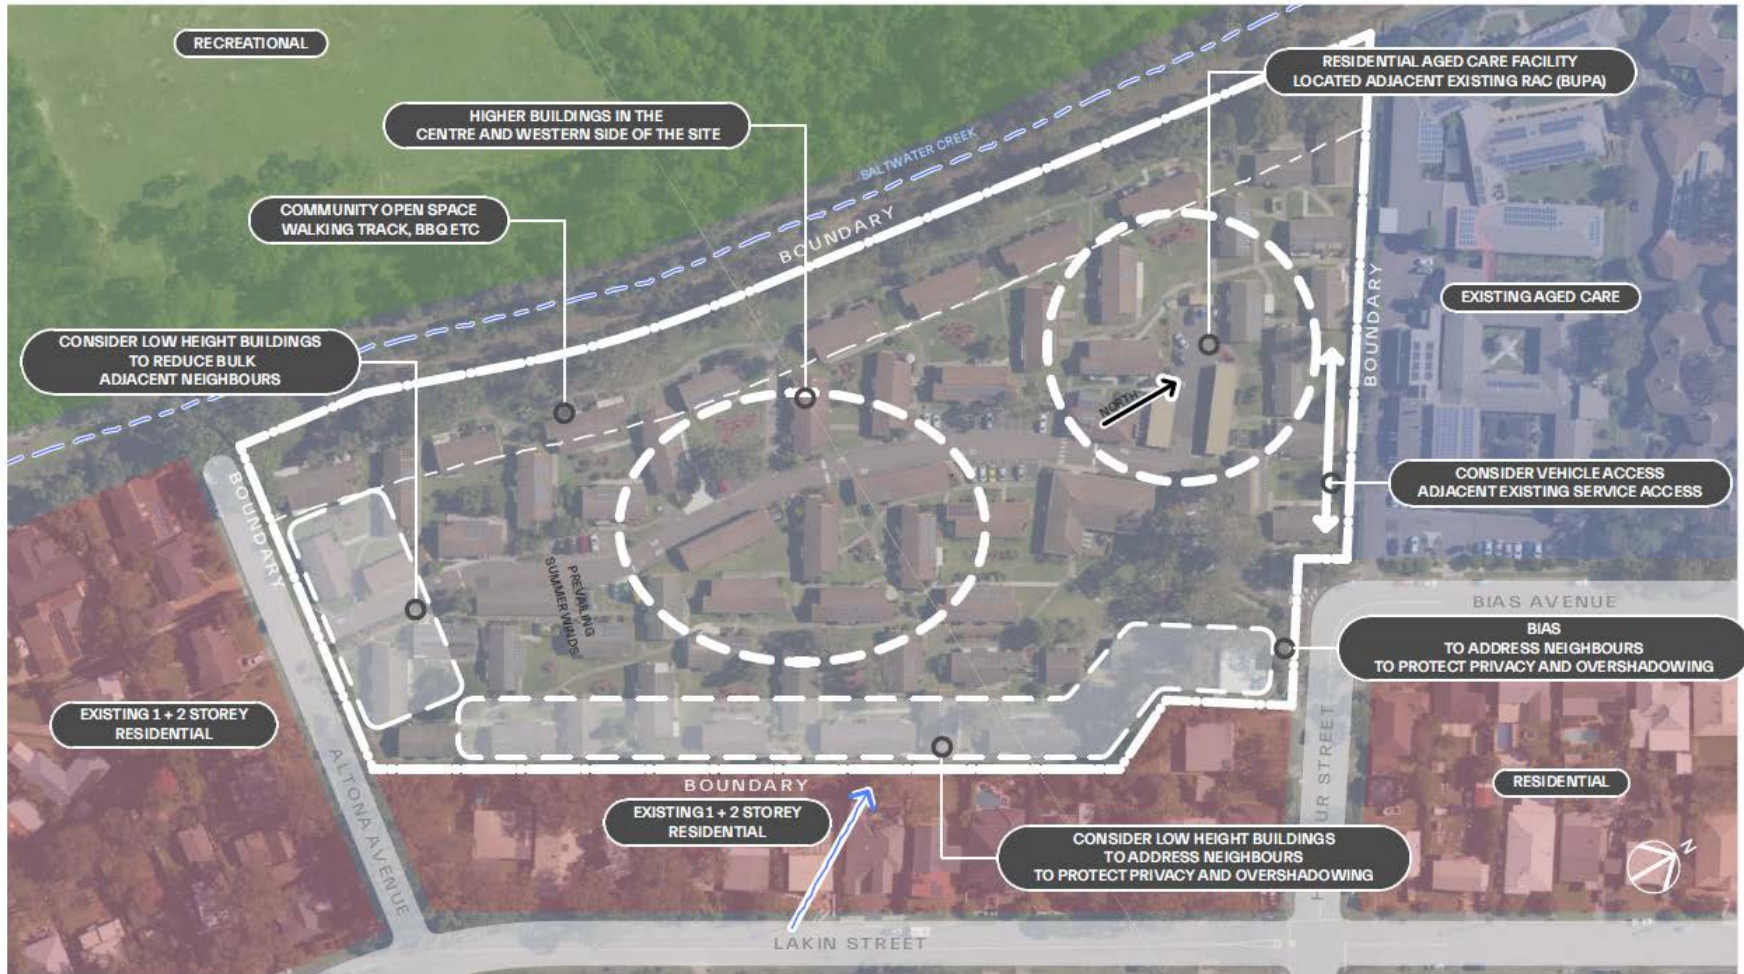 RECREATIONAL
RESIDENTIAL AGED CARE FACILITY
LOCATED ADJACENT EXISTING RAC (BUPA)
HIGHER BUILDINGS IN THE
CENTRE AND WESTERN SIDE OF THE SITE
SALTWATER CREEK
COMMUNITY OPEN SPACE
WALKING TRACK, BBQ ETC
BOUNDARY
EXISTING AGED CARE
BOUNDARY
CONSIDER LOW HEIGHT BUILDINGS
TO REDUCE BULK
ADJACENT NEIGHBOURS
NORTH
CONSIDER VEHICLE ACCESS
ADJACENT EXISTING SERVICE ACCESS
BOUNDARY
PREVAILING
SUMMER WINDS
BIAS AVENUE
BIAS
TO ADDRESS NEIGHBOURS
TO PROTECT PRIVACY AND OVERSHADOWING
EXISTING 1 + 2 STOREY
RESIDENTIAL
ALTONA AVENUE
BOUNDARY
EXISTING 1 + 2 STOREY
RESIDENTIAL
STREET
RESIDENTIAL
CONSIDER LOW HEIGHT BUILDINGS
TO ADDRESS NEIGHBOURS
TO PROTECT PRIVACY AND OVERSHADOWING
N
LAKIN STREET